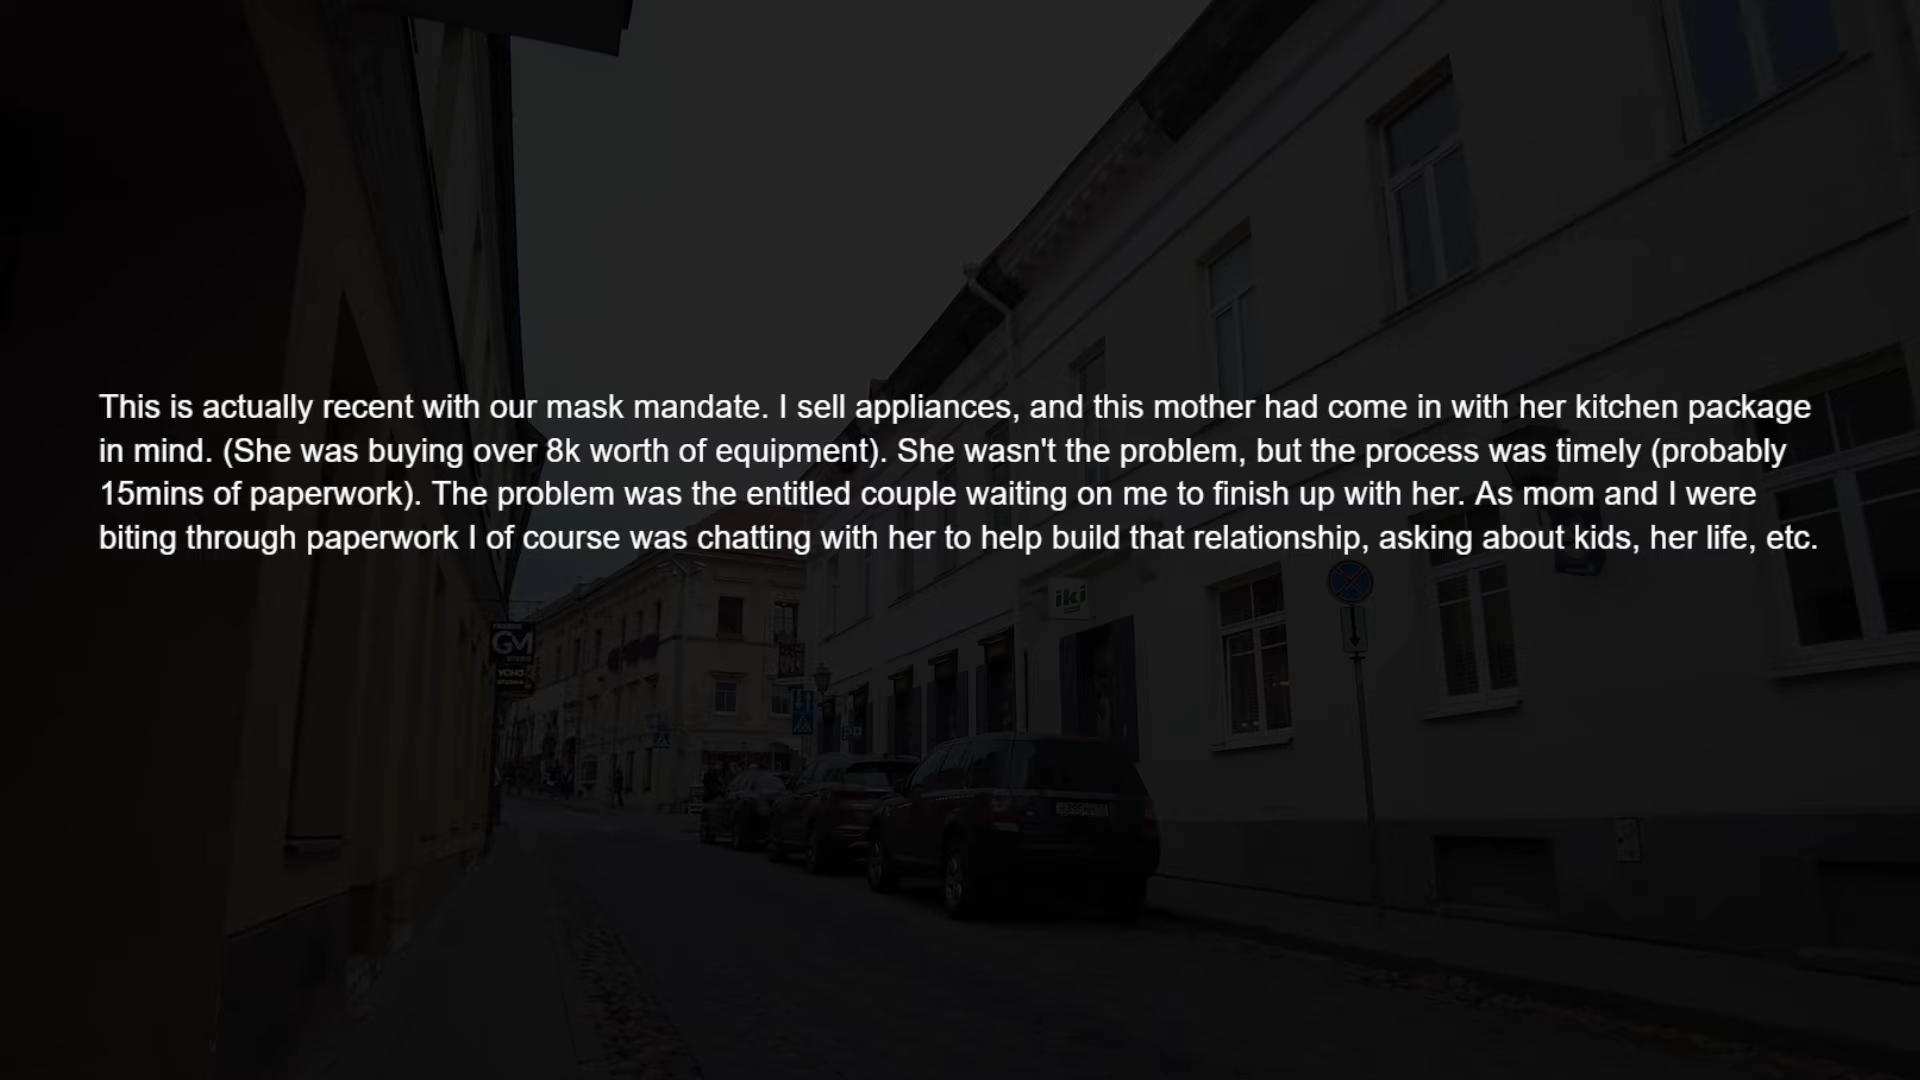 This is actually recent with our mask mandate. I sell appliances, and this mother had come in with her kitchen package
in mind. (She was buying over 8k worth of equipment). She wasn't the problem, but the process was timely (probably
15mins of paperwork). The problem was the entitled couple waiting on me to finish up with her. As mom and I were
biting through paperwork I of course was chatting with her to help build that relationship, asking about kids, her life, etc.
iki
GM